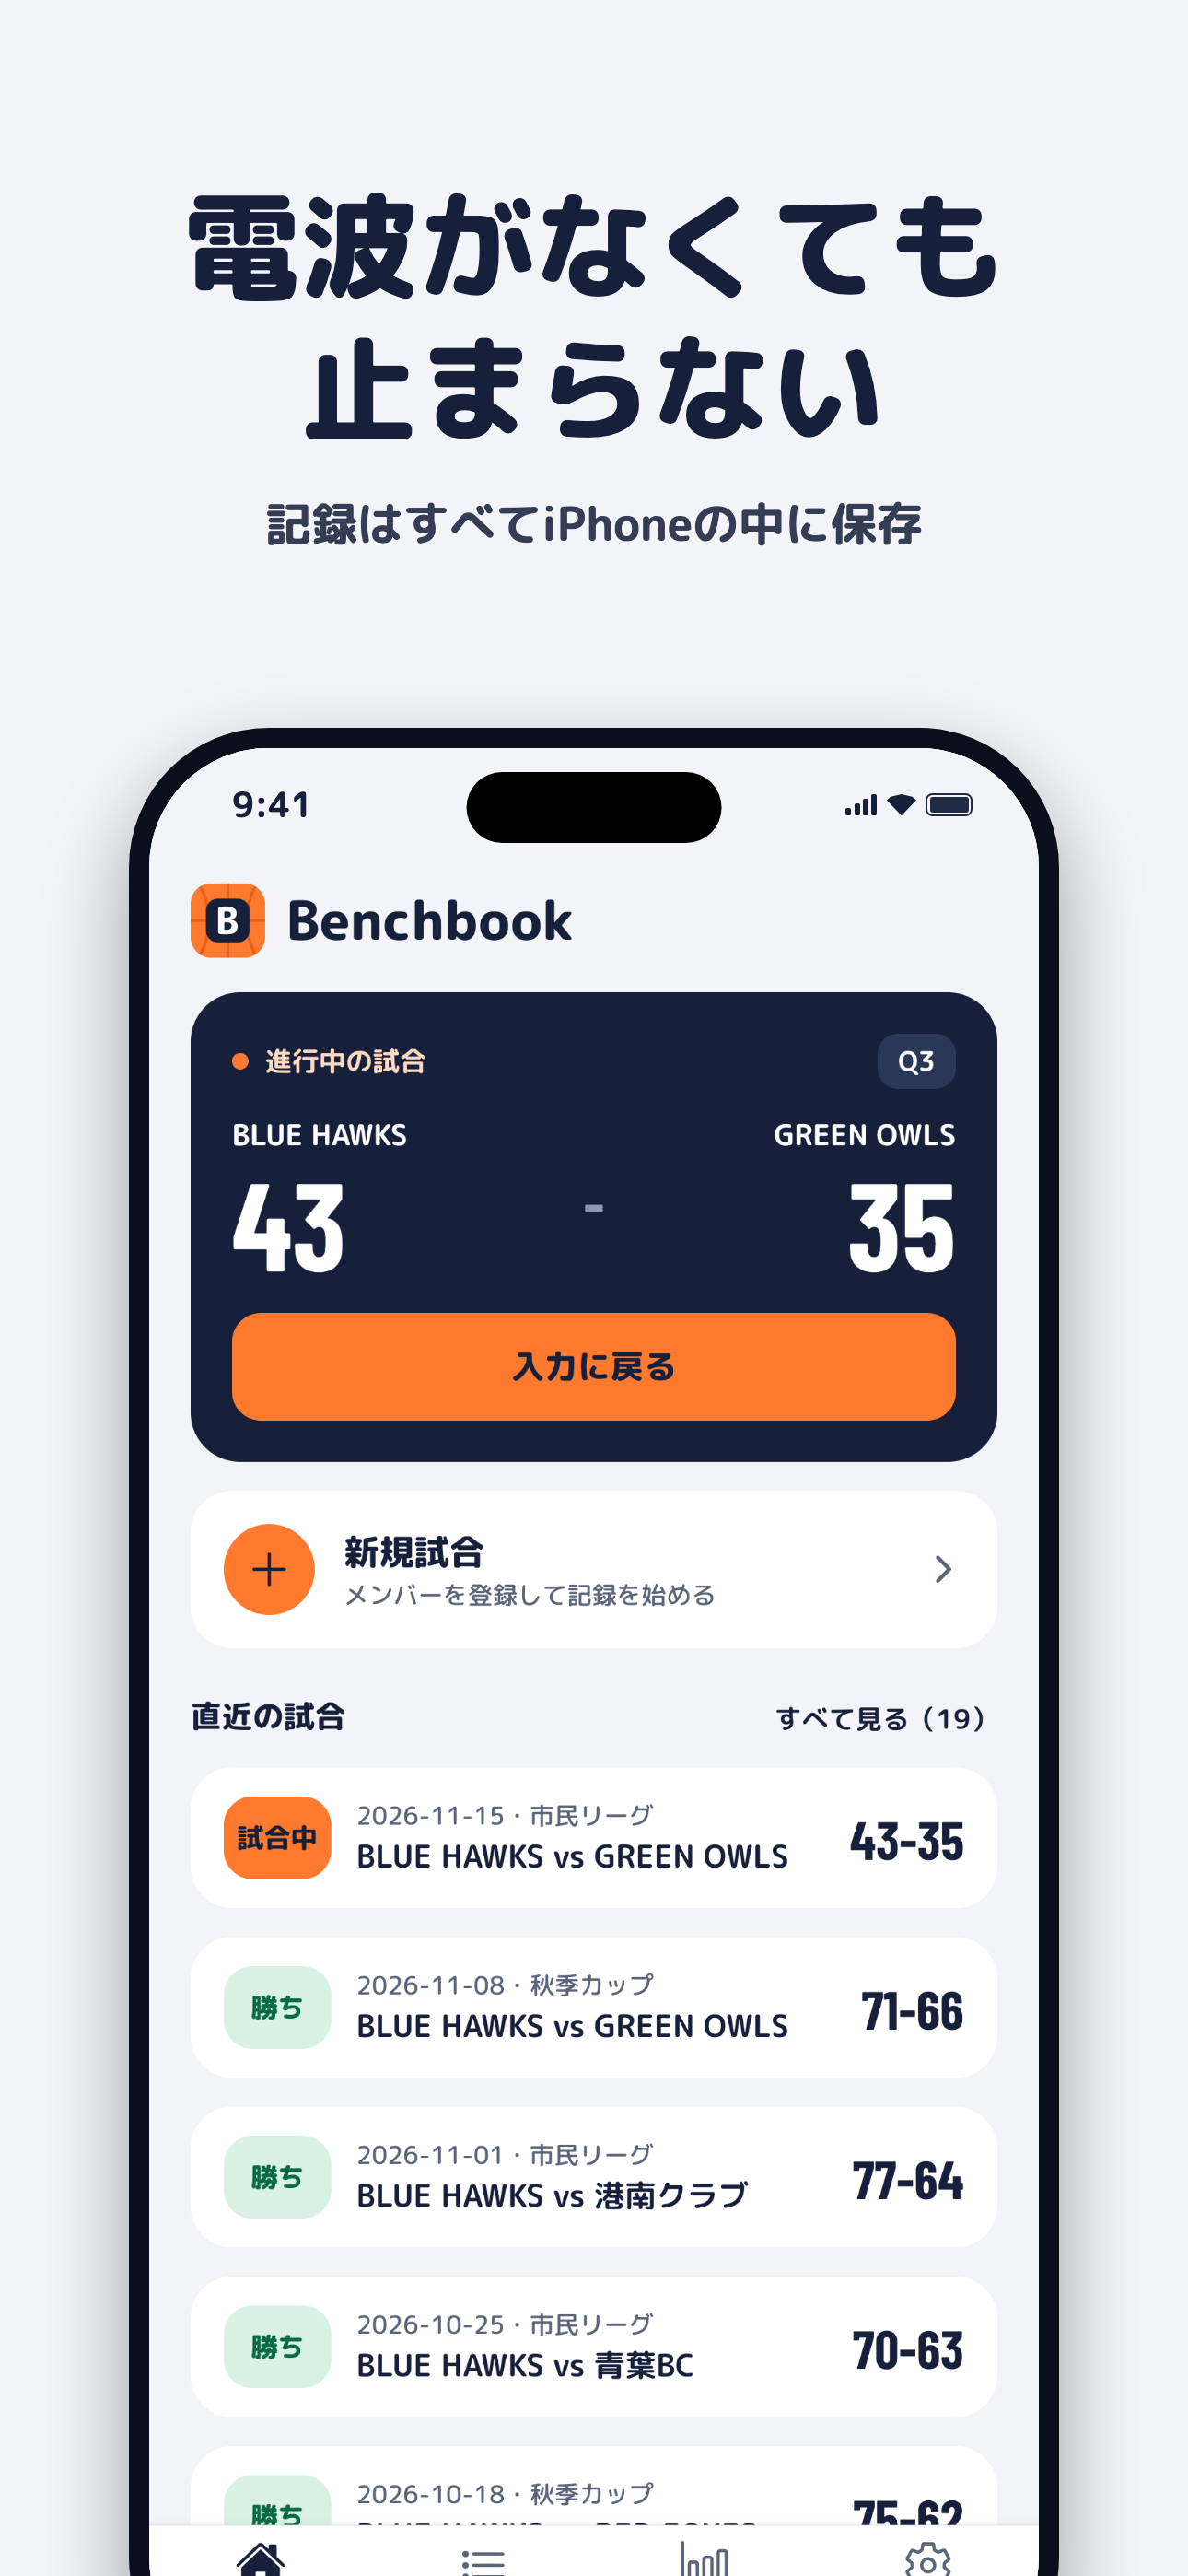 電波がなくても
止まらない
記録はすべてiPhoneの中に保存
9:41
B Benchbook
進行中の試合 Q3
BLUE HAWKS GREEN OWLS
43 - 35
入力に戻る
新規試合
メンバーを登録して記録を始める
直近の試合 すべて見る（19）
試合中
2026-11-15・市民リーグ
BLUE HAWKS vs GREEN OWLS
43-35
勝ち
2026-11-08・秋季カップ
BLUE HAWKS vs GREEN OWLS
71-66
勝ち
2026-11-01・市民リーグ
BLUE HAWKS vs 港南クラブ
77-64
勝ち
2026-10-25・市民リーグ
BLUE HAWKS vs 青葉BC
70-63
勝ち
2026-10-18・秋季カップ
75-62